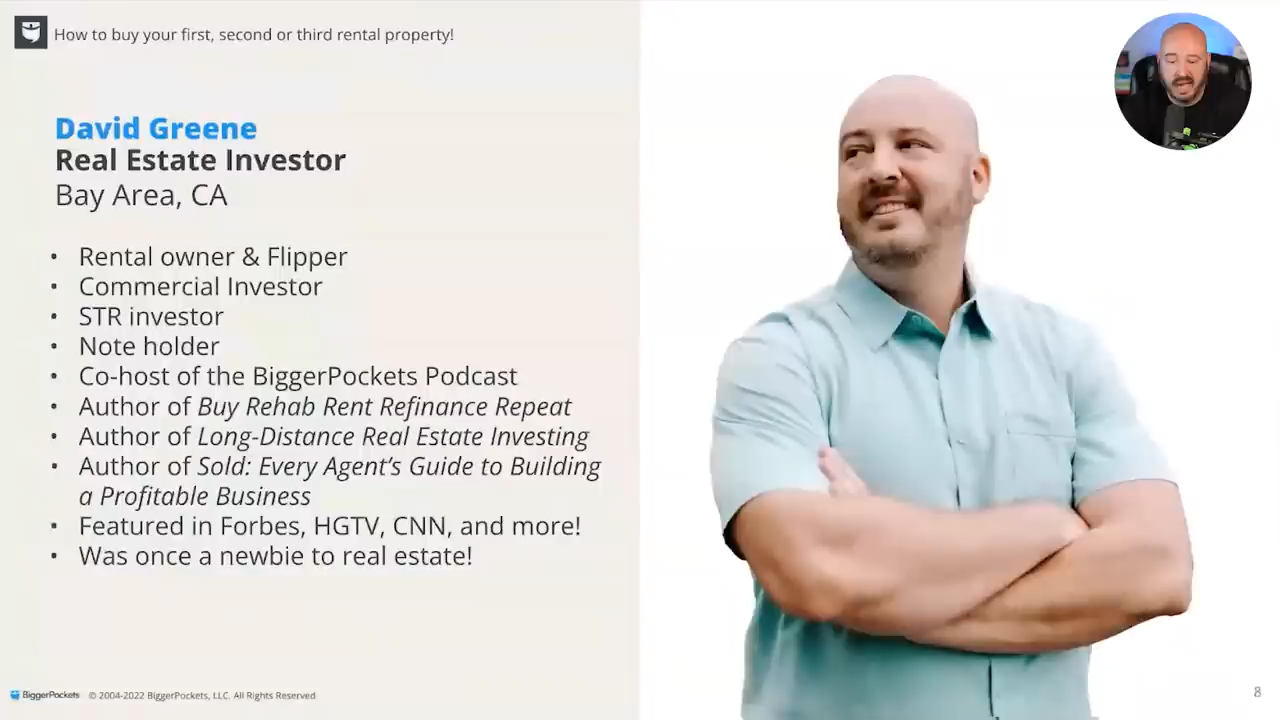 How to buy your first, second or third rental property!
David Greene
Real Estate Investor
Bay Area, CA
• Rental owner & Flipper
• Commercial Investor
• STR investor
• Note holder
• Co-host of the BiggerPockets Podcast
• Author of Buy Rehab Rent Refinance Repeat
• Author of Long-Distance Real Estate Investing
• Author of Sold: Every Agent’s Guide to Building
a Profitable Business
• Featured in Forbes, HGTV, CNN, and more!
• Was once a newbie to real estate!
BiggerPockets © 2004-2022 BiggerPockets, LLC. All Rights Reserved
8